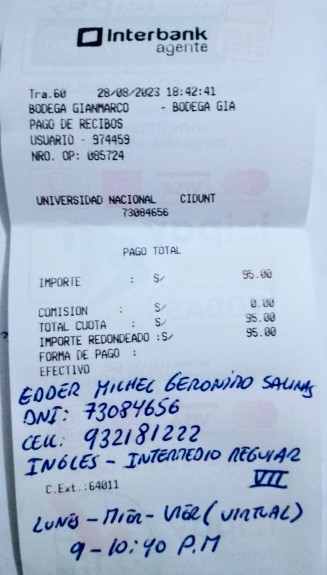 Interbank
agente
Tra.60 28/08/2023 18:42:41
BODEGA GIANMARCO - BODEGA GIA
PAGO DE RECIBOS
USUARIO - 974459
NRO. OP: 085724
UNIVERSIDAD NACIONAL CIDUNT
73084656
PAGO TOTAL
IMPORTE : S/ 95.00
COMISION : S/ 0.00
TOTAL CUOTA : S/ 95.00
IMPORTE REDONDEADO :S/ 95.00
FORMA DE PAGO :
EFECTIVO
EDDER MICHEL GERONIMO SALINAS
DNI: 73084656
CELL: 932181222
INGLES - INTERMEDIO REGULAR
VII
C.Ext.:64011
LUNES - MIER - VIER (VIRTUAL)
9 - 10:40 P.M